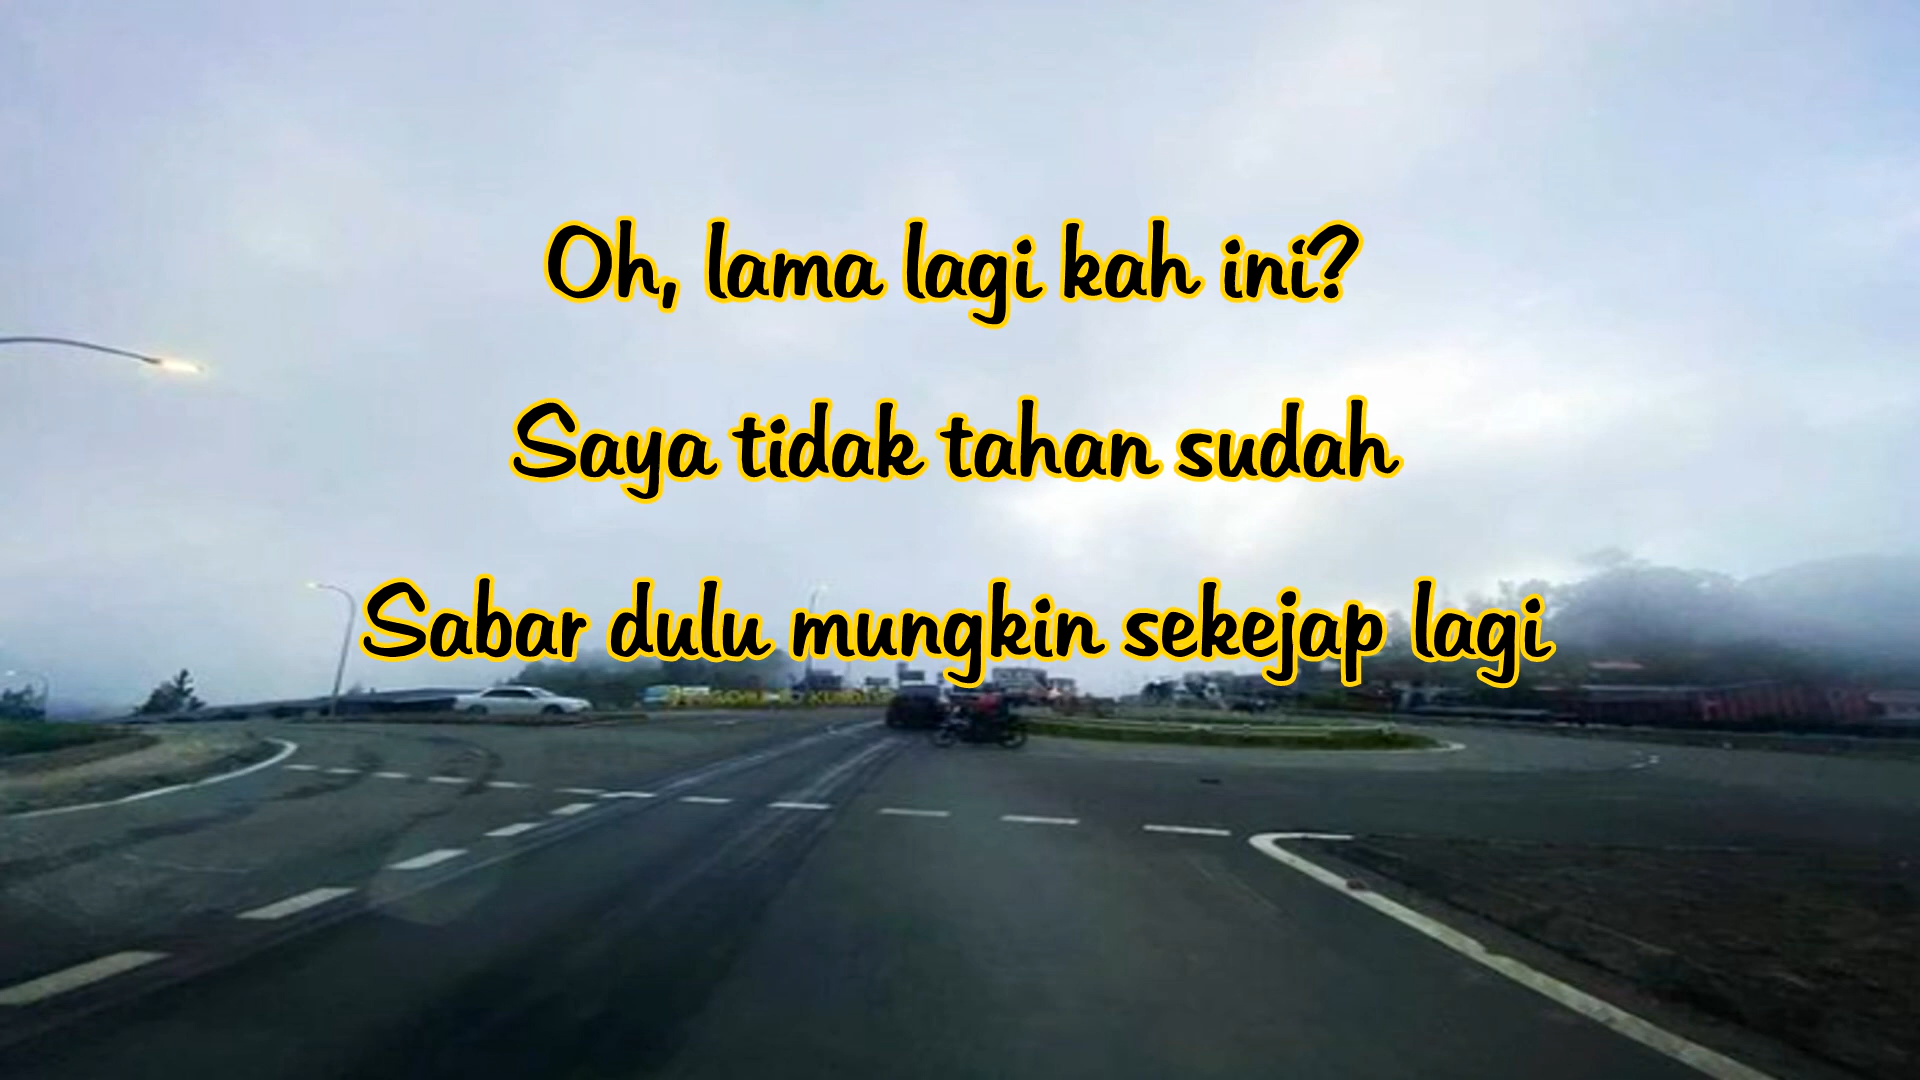 Oh, lama lagi kah ini?
Saya tidak tahan sudah
Sabar dulu mungkin sekejap lagi